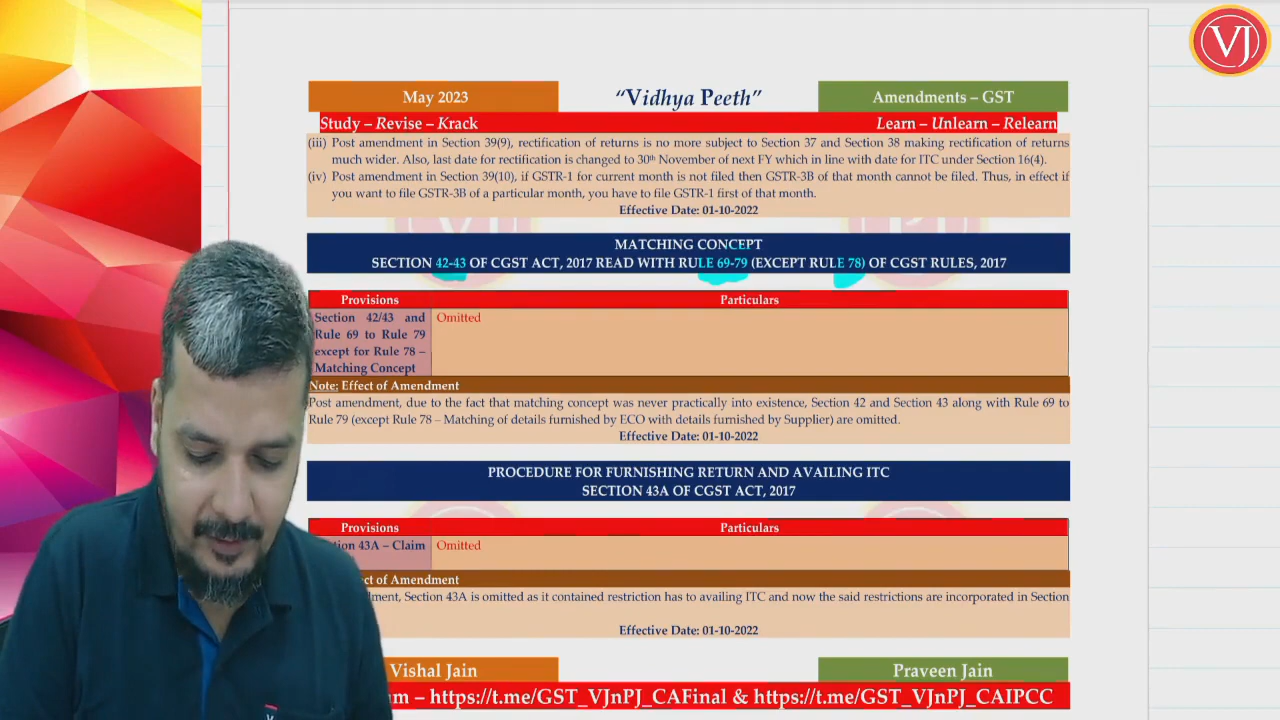 VJ
May 2023
“Vidhya Peeth”
Amendments – GST
Study – Revise – Krack
Learn – Unlearn – Relearn
(iii) Post amendment in Section 39(9), rectification of returns is no more subject to Section 37 and Section 38 making rectification of returns
much wider. Also, last date for rectification is changed to 30th November of next FY which in line with date for ITC under Section 16(4).
(iv) Post amendment in Section 39(10), if GSTR-1 for current month is not filed then GSTR-3B of that month cannot be filed. Thus, in effect if
you want to file GSTR-3B of a particular month, you have to file GSTR-1 first of that month.
Effective Date: 01-10-2022
MATCHING CONCEPT
SECTION 42-43 OF CGST ACT, 2017 READ WITH RULE 69-79 (EXCEPT RULE 78) OF CGST RULES, 2017
Provisions
Particulars
Section 42/43 and
Rule 69 to Rule 79
except for Rule 78 –
Matching Concept
Omitted
Note: Effect of Amendment
Post amendment, due to the fact that matching concept was never practically into existence, Section 42 and Section 43 along with Rule 69 to
Rule 79 (except Rule 78 – Matching of details furnished by ECO with details furnished by Supplier) are omitted.
Effective Date: 01-10-2022
PROCEDURE FOR FURNISHING RETURN AND AVAILING ITC
SECTION 43A OF CGST ACT, 2017
Provisions
Particulars
43A – Claim
Omitted
of Amendment
Section 43A is omitted as it contained restriction has to availing ITC and now the said restrictions are incorporated in Section
Effective Date: 01-10-2022
Vishal Jain
Praveen Jain
– https://t.me/GST_VJnPJ_CAFinal & https://t.me/GST_VJnPJ_CAIPCC